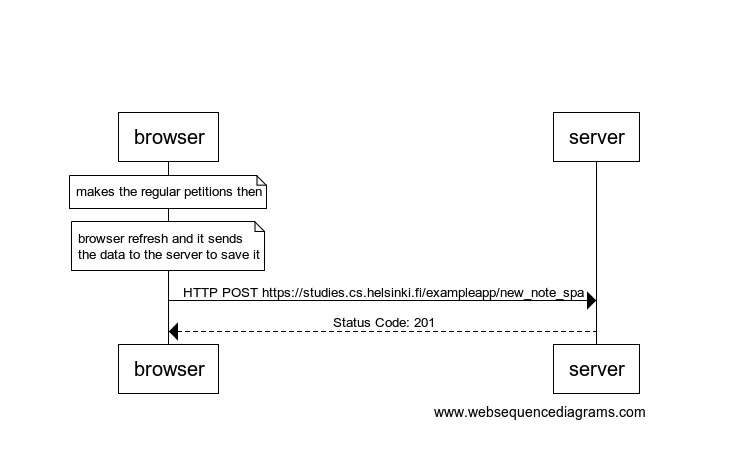 browser
server
makes the regular petitions then
browser refresh and it sends
the data to the server to save it
HTTP POST https://studies.cs.helsinki.fi/exampleapp/new_note_spa
Status Code: 201
browser
server
www.websequencediagrams.com